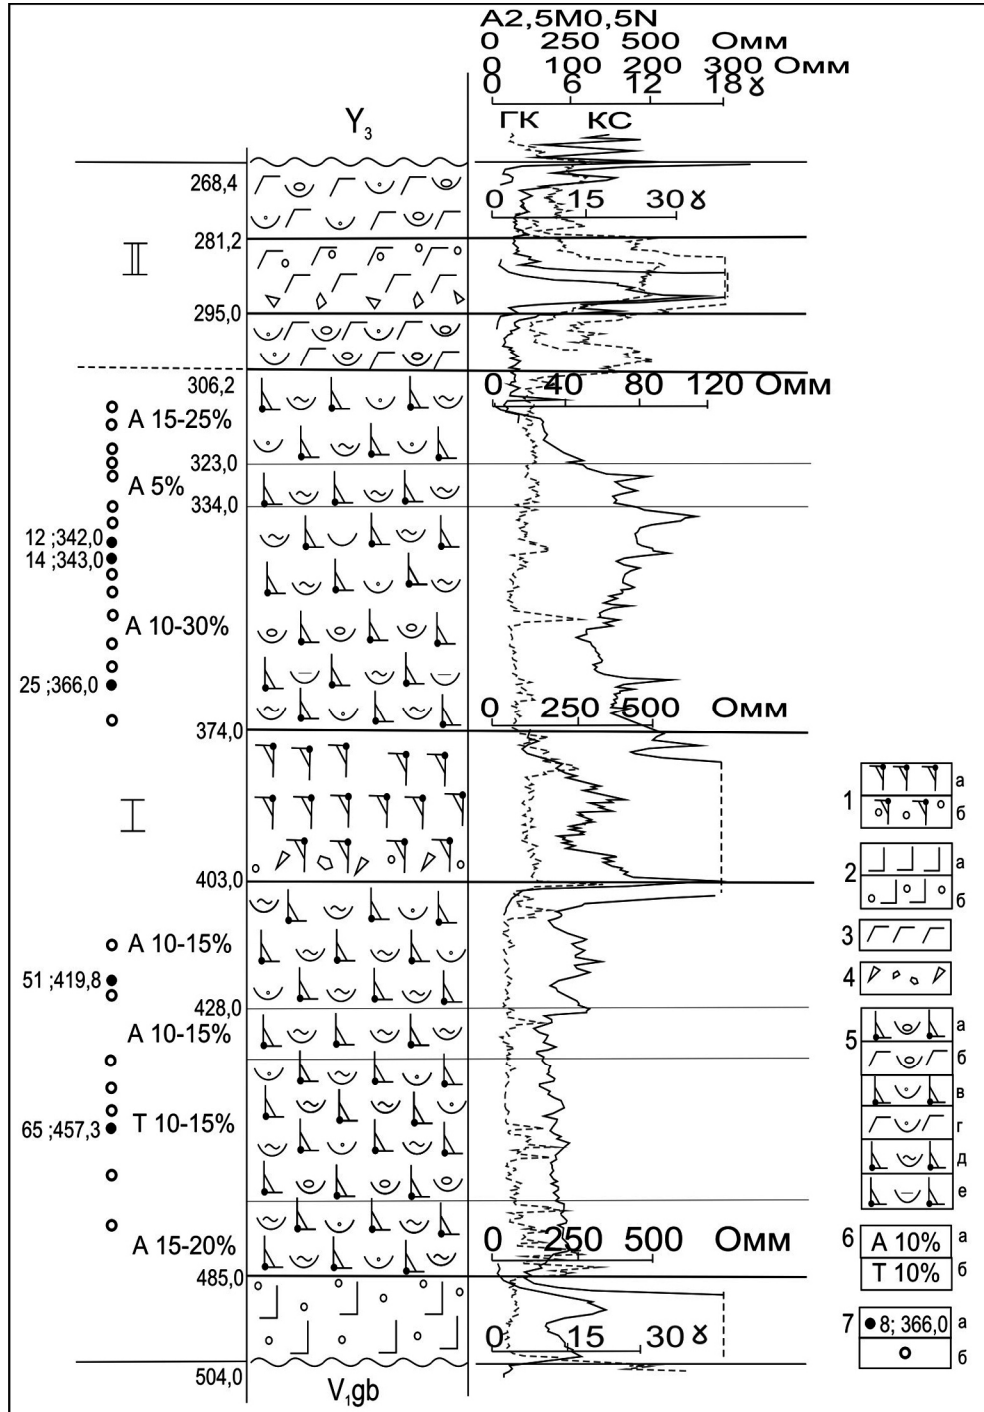 А2,5М0,5N
0 250 500 Омм
0 100 200 300 Омм
0 6 12 18 γ
ГК КС
Y₃
268,4
0 15 30 γ
281,2
II
295,0
306,2
0 40 80 120 Омм
А 15-25%
323,0
А 5%
334,0
12 ;342,0
14 ;343,0
А 10-30%
25 ;366,0
0 250 500 Омм
374,0
I
403,0
А 10-15%
51 ;419,8
428,0
А 10-15%
65 ;457,3
Т 10-15%
А 15-20%
0 250 500 Омм
485,0
0 15 30 γ
504,0
V₁gb
1 а
б
2 а
б
3
4
5 а
б
в
г
д
е
6 А 10% а
Т 10% б
7 8; 366,0 а
б